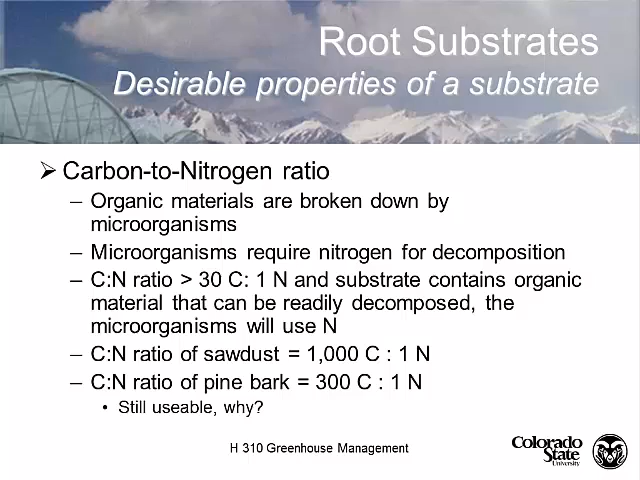 Root Substrates
Desirable properties of a substrate
➢ Carbon-to-Nitrogen ratio
– Organic materials are broken down by
microorganisms
– Microorganisms require nitrogen for decomposition
– C:N ratio > 30 C: 1 N and substrate contains organic
material that can be readily decomposed, the
microorganisms will use N
– C:N ratio of sawdust = 1,000 C : 1 N
– C:N ratio of pine bark = 300 C : 1 N
• Still useable, why?
H 310 Greenhouse Management
Colorado
State
University